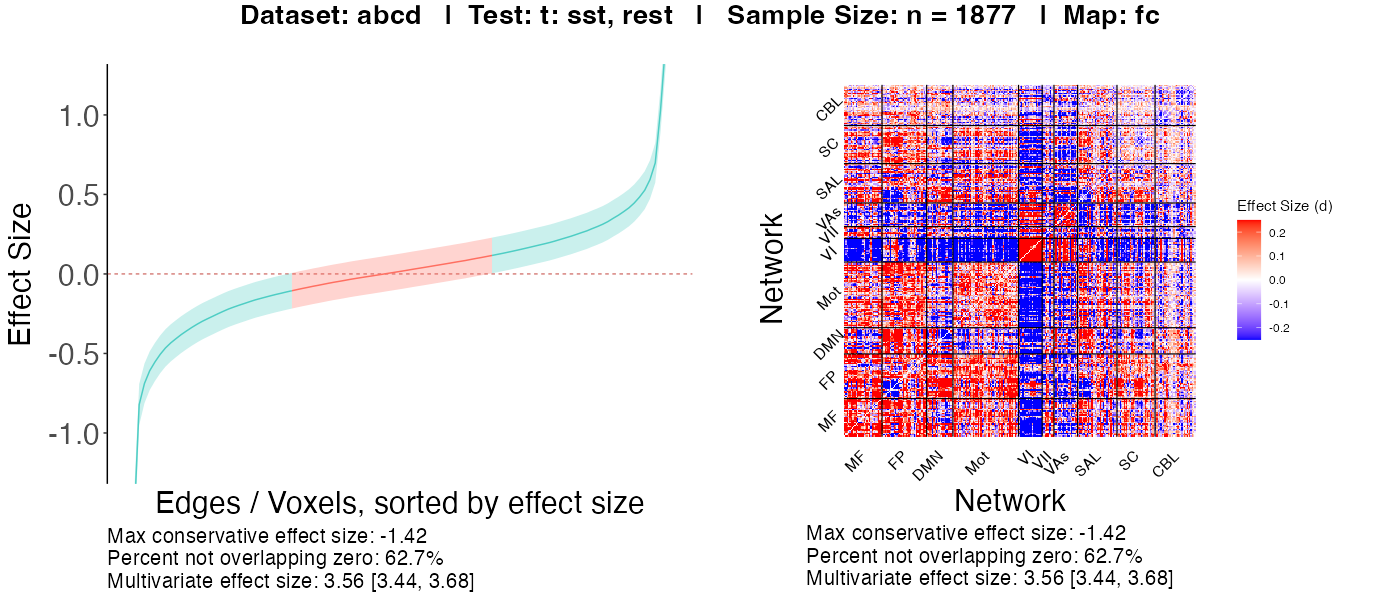 Dataset: abcd | Test: t: sst, rest | Sample Size: n = 1877 | Map: fc
Effect Size
1.0
0.5
0.0
-0.5
-1.0
Edges / Voxels, sorted by effect size
Max conservative effect size: -1.42
Percent not overlapping zero: 62.7%
Multivariate effect size: 3.56 [3.44, 3.68]
Network
CBL
SC
SAL
VAs
VII
VI
Mot
DMN
FP
MF
MF
FP
DMN
Mot
VI
VII
VAs
SAL
SC
CBL
Network
Max conservative effect size: -1.42
Percent not overlapping zero: 62.7%
Multivariate effect size: 3.56 [3.44, 3.68]
Effect Size (d)
0.2
0.1
0.0
-0.1
-0.2